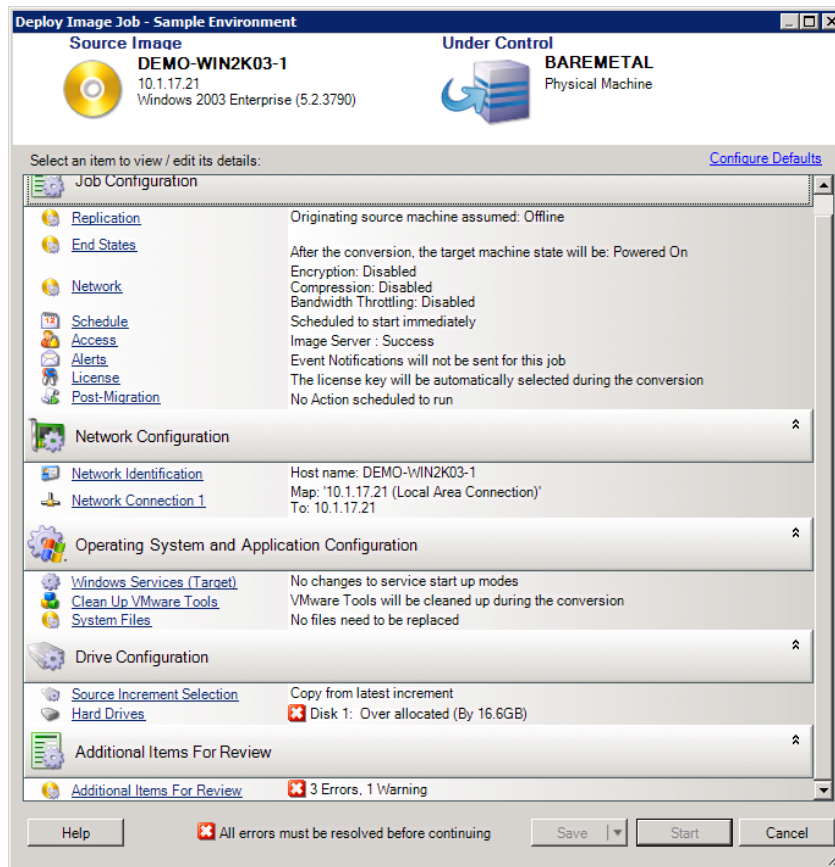 Deploy Image Job - Sample Environment
Source Image
Under Control
DEMO-WIN2K03-1
10.1.17.21
Windows 2003 Enterprise (5.2.3790)
BAREMETAL
Physical Machine
Select an item to view / edit its details:
Configure Defaults
Job Configuration
Replication Originating source machine assumed: Offline
End States After the conversion, the target machine state will be: Powered On
Encryption: Disabled
Network Compression: Disabled
Bandwidth Throttling: Disabled
Schedule Scheduled to start immediately
Access Image Server : Success
Alerts Event Notifications will not be sent for this job
License The license key will be automatically selected during the conversion
Post-Migration No Action scheduled to run
Network Configuration
Network Identification Host name: DEMO-WIN2K03-1
Network Connection 1 Map: '10.1.17.21 (Local Area Connection)'
To: 10.1.17.21
Operating System and Application Configuration
Windows Services (Target) No changes to service start up modes
Clean Up VMware Tools VMware Tools will be cleaned up during the conversion
System Files No files need to be replaced
Drive Configuration
Source Increment Selection Copy from latest increment
Hard Drives Disk 1: Over allocated (By 16.6GB)
Additional Items For Review
Additional Items For Review 3 Errors, 1 Warning
Help All errors must be resolved before continuing Save Start Cancel